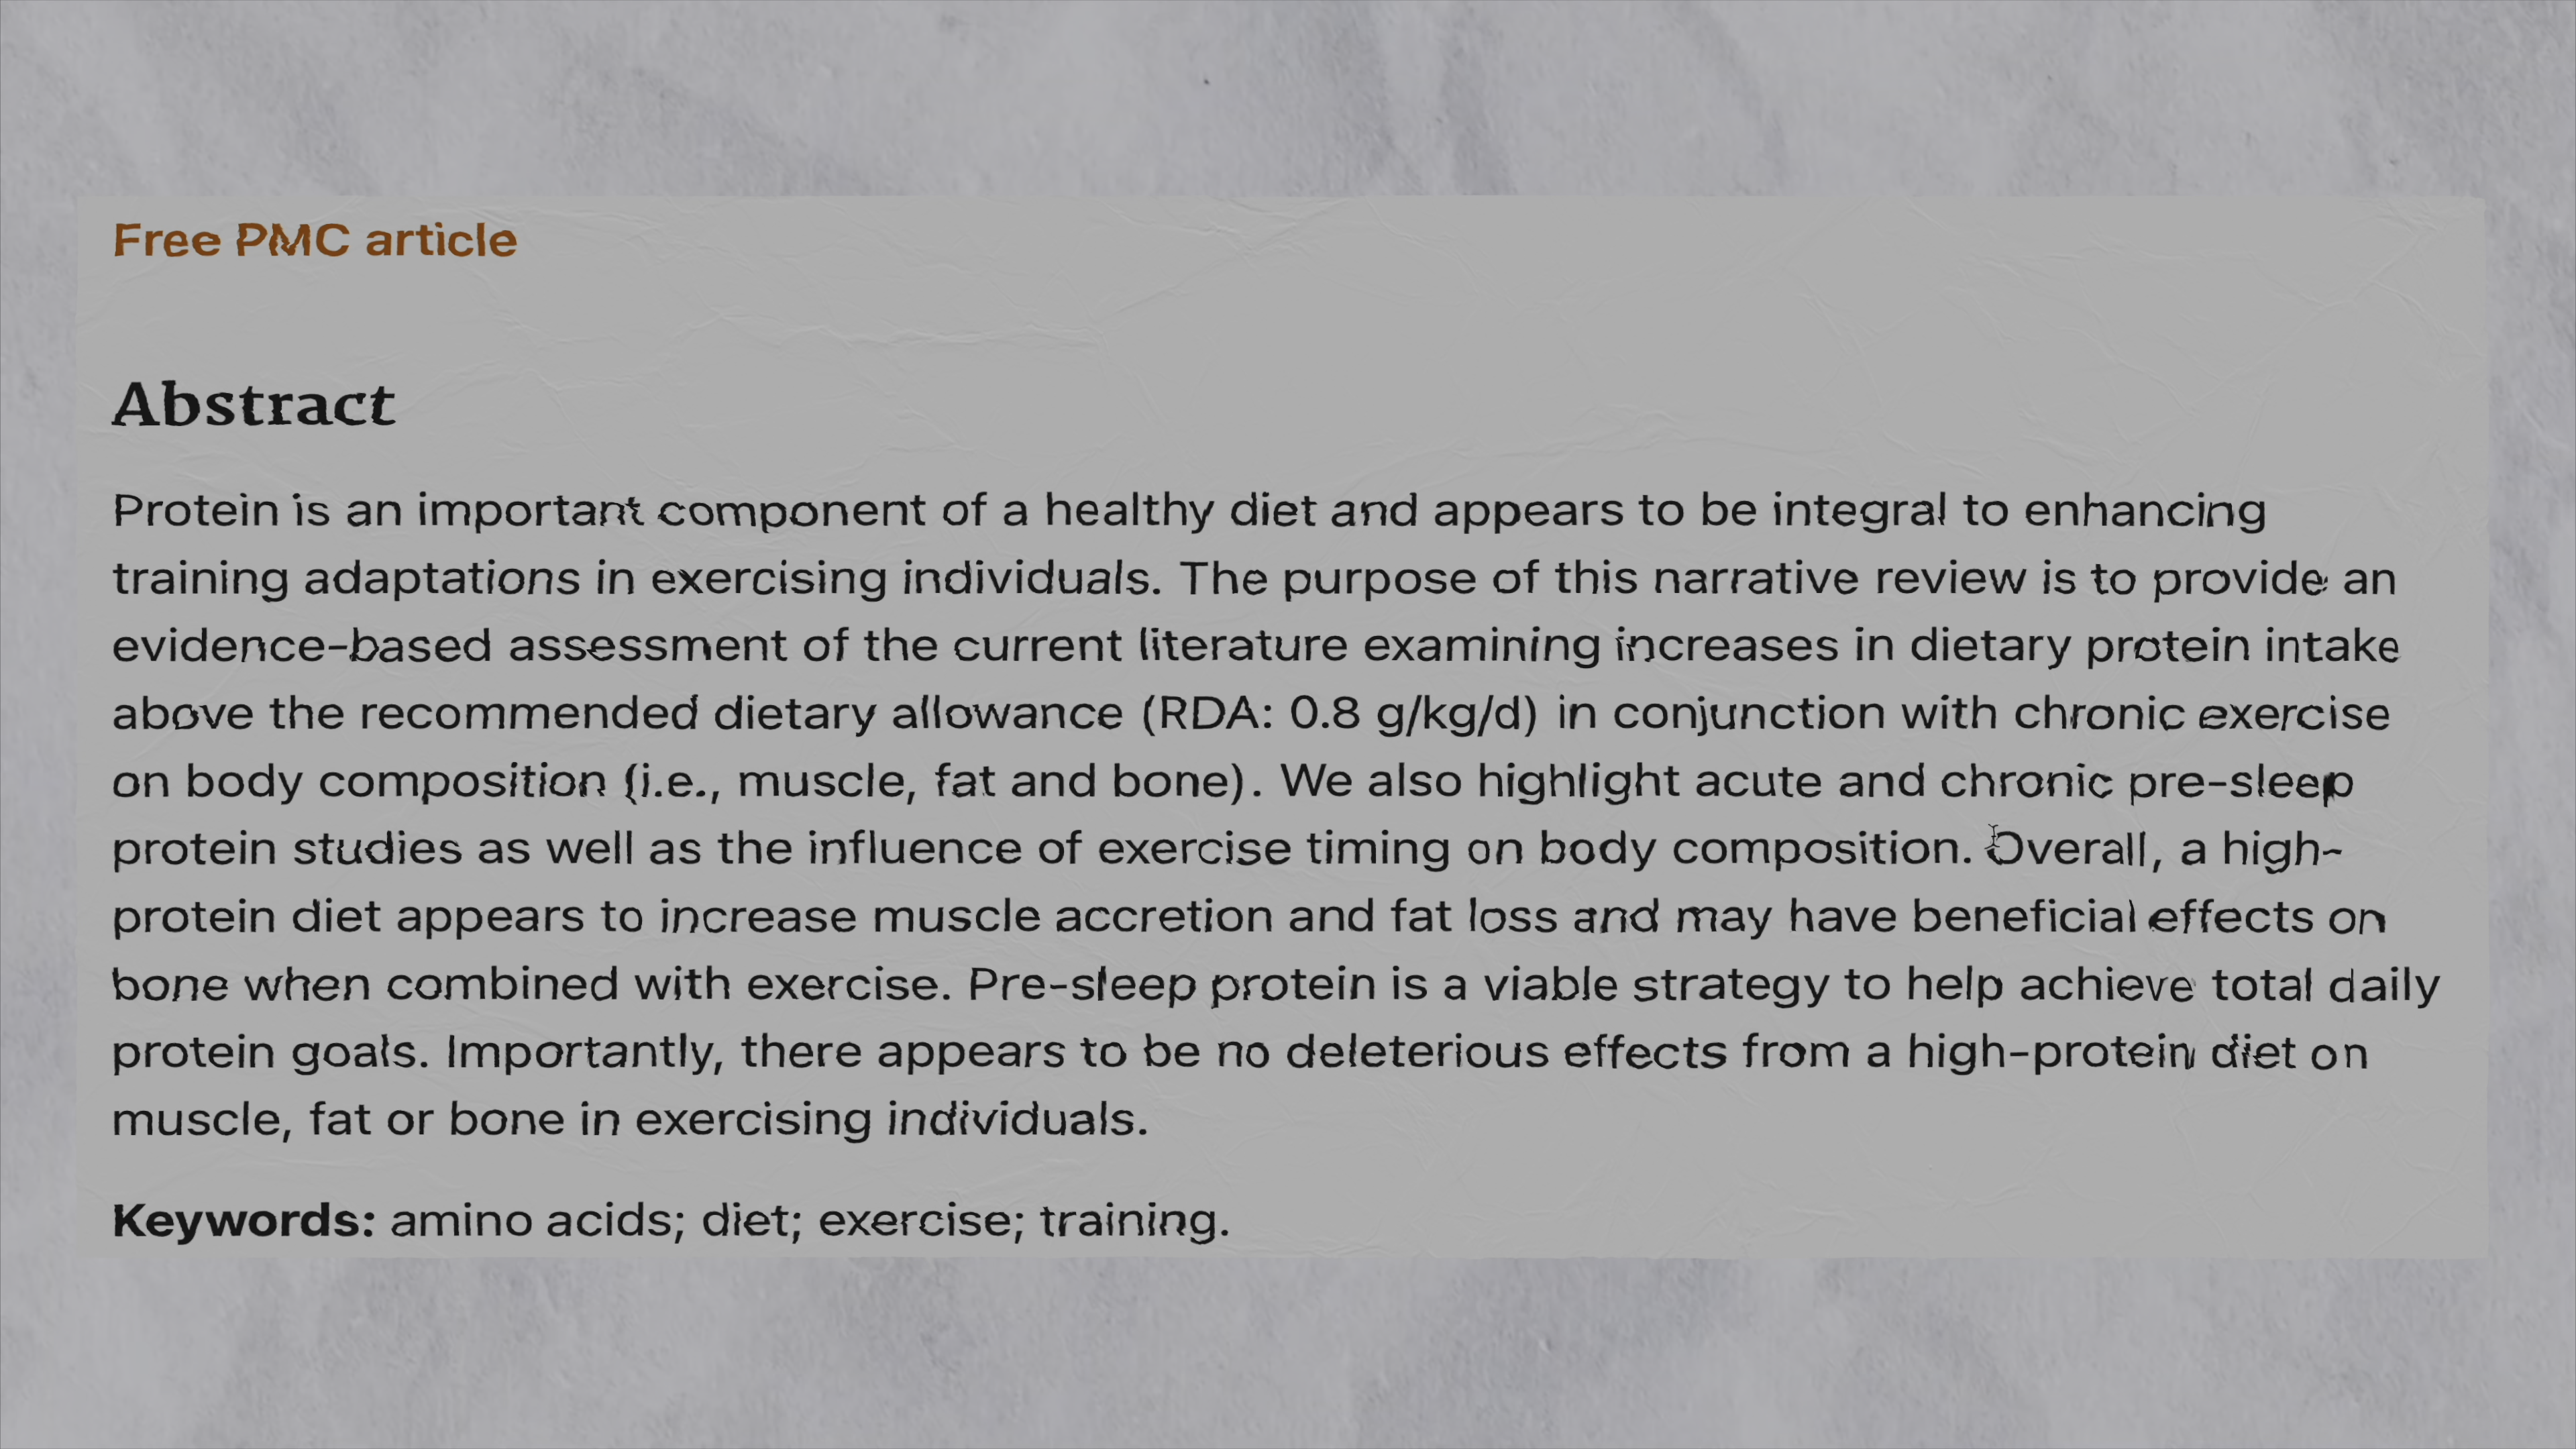 Free PMC article
Abstract
Protein is an important component of a healthy diet and appears to be integral to enhancing
training adaptations in exercising individuals. The purpose of this narrative review is to provide an
evidence-based assessment of the current literature examining increases in dietary protein intake
above the recommended dietary allowance (RDA: 0.8 g/kg/d) in conjunction with chronic exercise
on body composition (i.e., muscle, fat and bone). We also highlight acute and chronic pre-sleep
protein studies as well as the influence of exercise timing on body composition. Overall, a high-
protein diet appears to increase muscle accretion and fat loss and may have beneficial effects on
bone when combined with exercise. Pre-sleep protein is a viable strategy to help achieve total daily
protein goals. Importantly, there appears to be no deleterious effects from a high-protein diet on
muscle, fat or bone in exercising individuals.
Keywords: amino acids; diet; exercise; training.